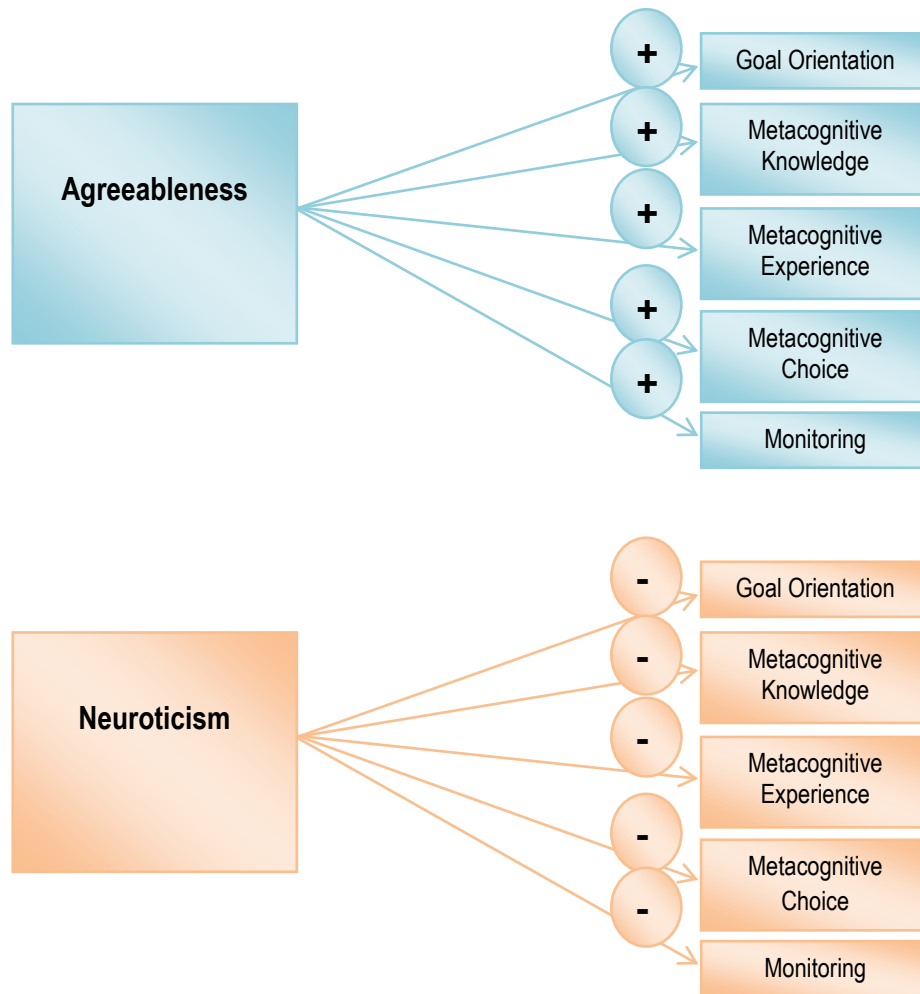 +
Goal Orientation
+
Metacognitive
Knowledge
Agreeableness
+
Metacognitive
Experience
+
Metacognitive
Choice
+
Monitoring
-
Goal Orientation
-
Metacognitive
Knowledge
Neuroticism
-
Metacognitive
Experience
-
Metacognitive
Choice
-
Monitoring